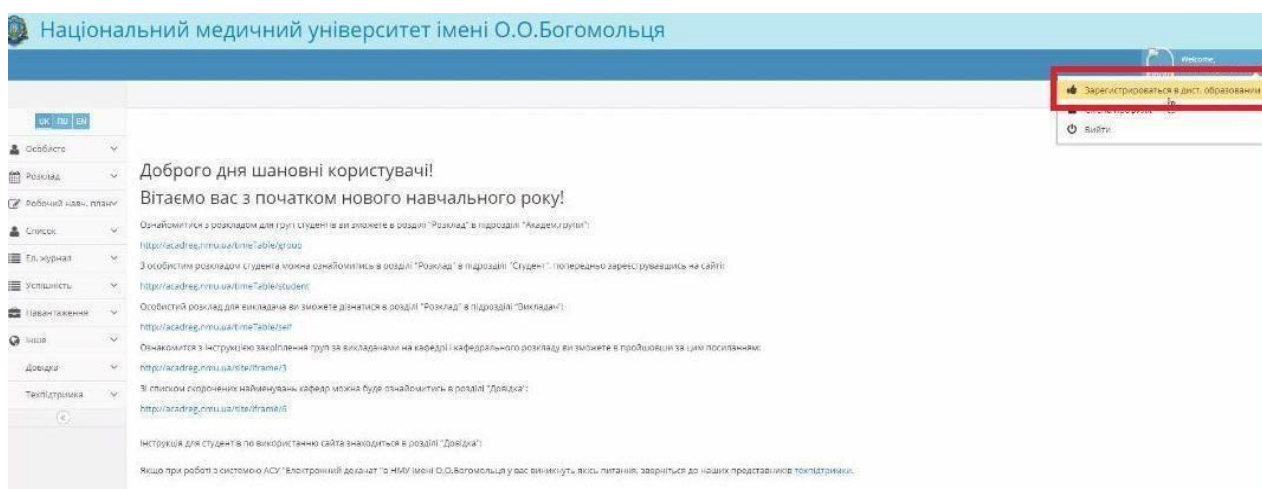 Національний медичний університет імені О.О.Богомольця
Welcome,
Зарегистрироваться в дист. образовании
Вийти
UK RU EN
Особисте
Розклад
Робочий навч. план
Список
Ел. журнал
Успішність
Навантаження
Інше
Довідка
Техпідтримка
Доброго дня шановні користувачі!
Вітаємо вас з початком нового навчального року!
Ознайомитися з розкладом для груп студентів ви зможете в розділі "Розклад" в підрозділі "Академ.групи":
http://acadreg.nmu.ua/timeTable/group
З особистим розкладом студента можна ознайомитись в розділі "Розклад" в підрозділі "Студент", попередньо зареєструвавшись на сайті:
http://acadreg.nmu.ua/timeTable/student
Особистий розклад для викладача ви зможете дізнатися в розділі "Розклад" в підрозділі "Викладач":
http://acadreg.nmu.ua/timeTable/self
Ознакомится з інструкцією закріплення груп за викладачами на кафедрі і кафедрального розкладу ви зможете в пройшовши за цим посиланням:
http://acadreg.nmu.ua/site/iframe/3
Зі списком скорочених найменувань кафедр можна буде ознайомитись в розділі "Довідка":
http://acadreg.nmu.ua/site/iframe/6
Інструкція для студентів по використанню сайта знаходиться в розділі "Довідка":
Якщо при роботі з системою АСУ "Електронний деканат" в НМУ імені О.О.Богомольця у вас виникнуть якісь питання, зверніться до наших представників техпідтримки.